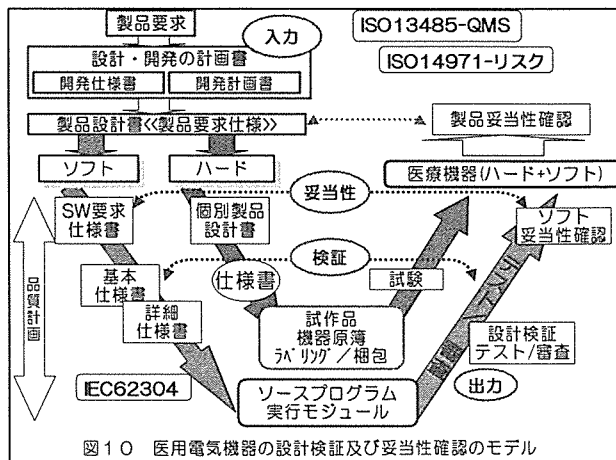 製品要求
入力
ISO13485-QMS
ISO14971-リスク
設計・開発の計画書
開発仕様書
開発計画書
製品設計書≪製品要求仕様≫
製品妥当性確認
ソフト
ハード
医療機器(ハード+ソフト)
妥当性
SW要求
仕様書
個別製品
設計書
ソフト
妥当性確認
検証
品質計画
基本
仕様書
仕様書
試験
詳細
仕様書
試作品
機器原簿
ラベリング/梱包
設計検証
テスト/審査
IEC62304
ソースプログラム
実行モジュール
出力
図10 医用電気機器の設計検証及び妥当性確認のモデル